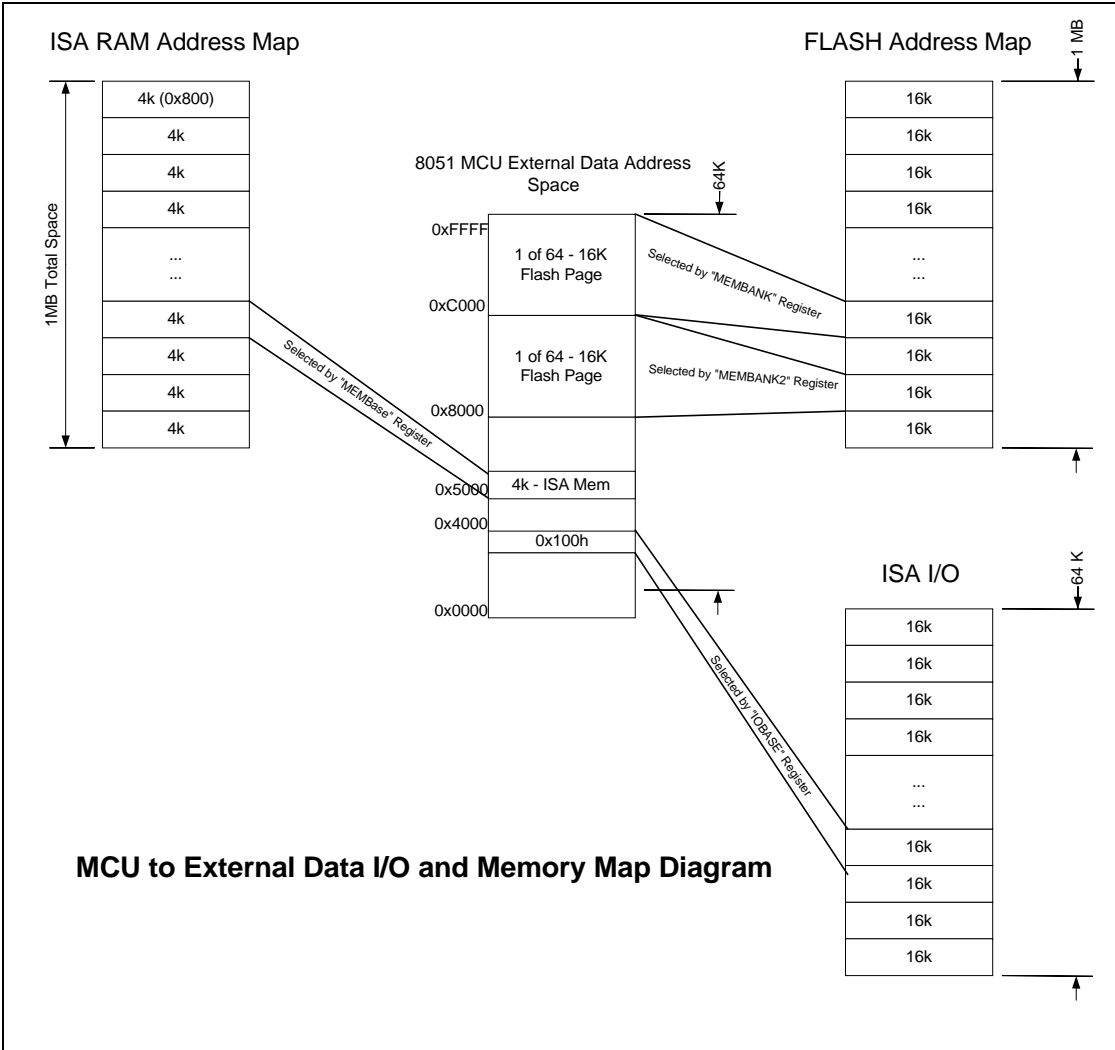 ISA RAM Address Map
1MB Total Space
4k (0x800)
4k
4k
4k
...
...
4k
4k
4k
4k
Selected by "MEMBase" Register
8051 MCU External Data Address
Space
64K
0xFFFF
1 of 64 - 16K
Flash Page
0xC000
1 of 64 - 16K
Flash Page
0x8000
4k - ISA Mem
0x5000
0x4000
0x100h
0x0000
Selected by "MEMBANK" Register
Selected by "MEMBANK2" Register
Selected by "IOBASE" Register
FLASH Address Map
1 MB
16k
16k
16k
16k
...
...
16k
16k
16k
16k
ISA I/O
64 K
16k
16k
16k
16k
...
...
16k
16k
16k
16k
MCU to External Data I/O and Memory Map Diagram